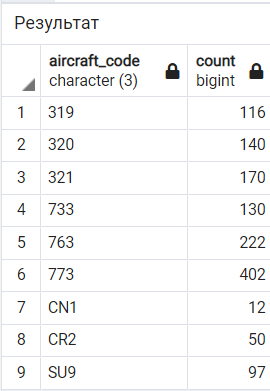 Результат
aircraft_code count
character (3) bigint
1 319 116
2 320 140
3 321 170
4 733 130
5 763 222
6 773 402
7 CN1 12
8 CR2 50
9 SU9 97